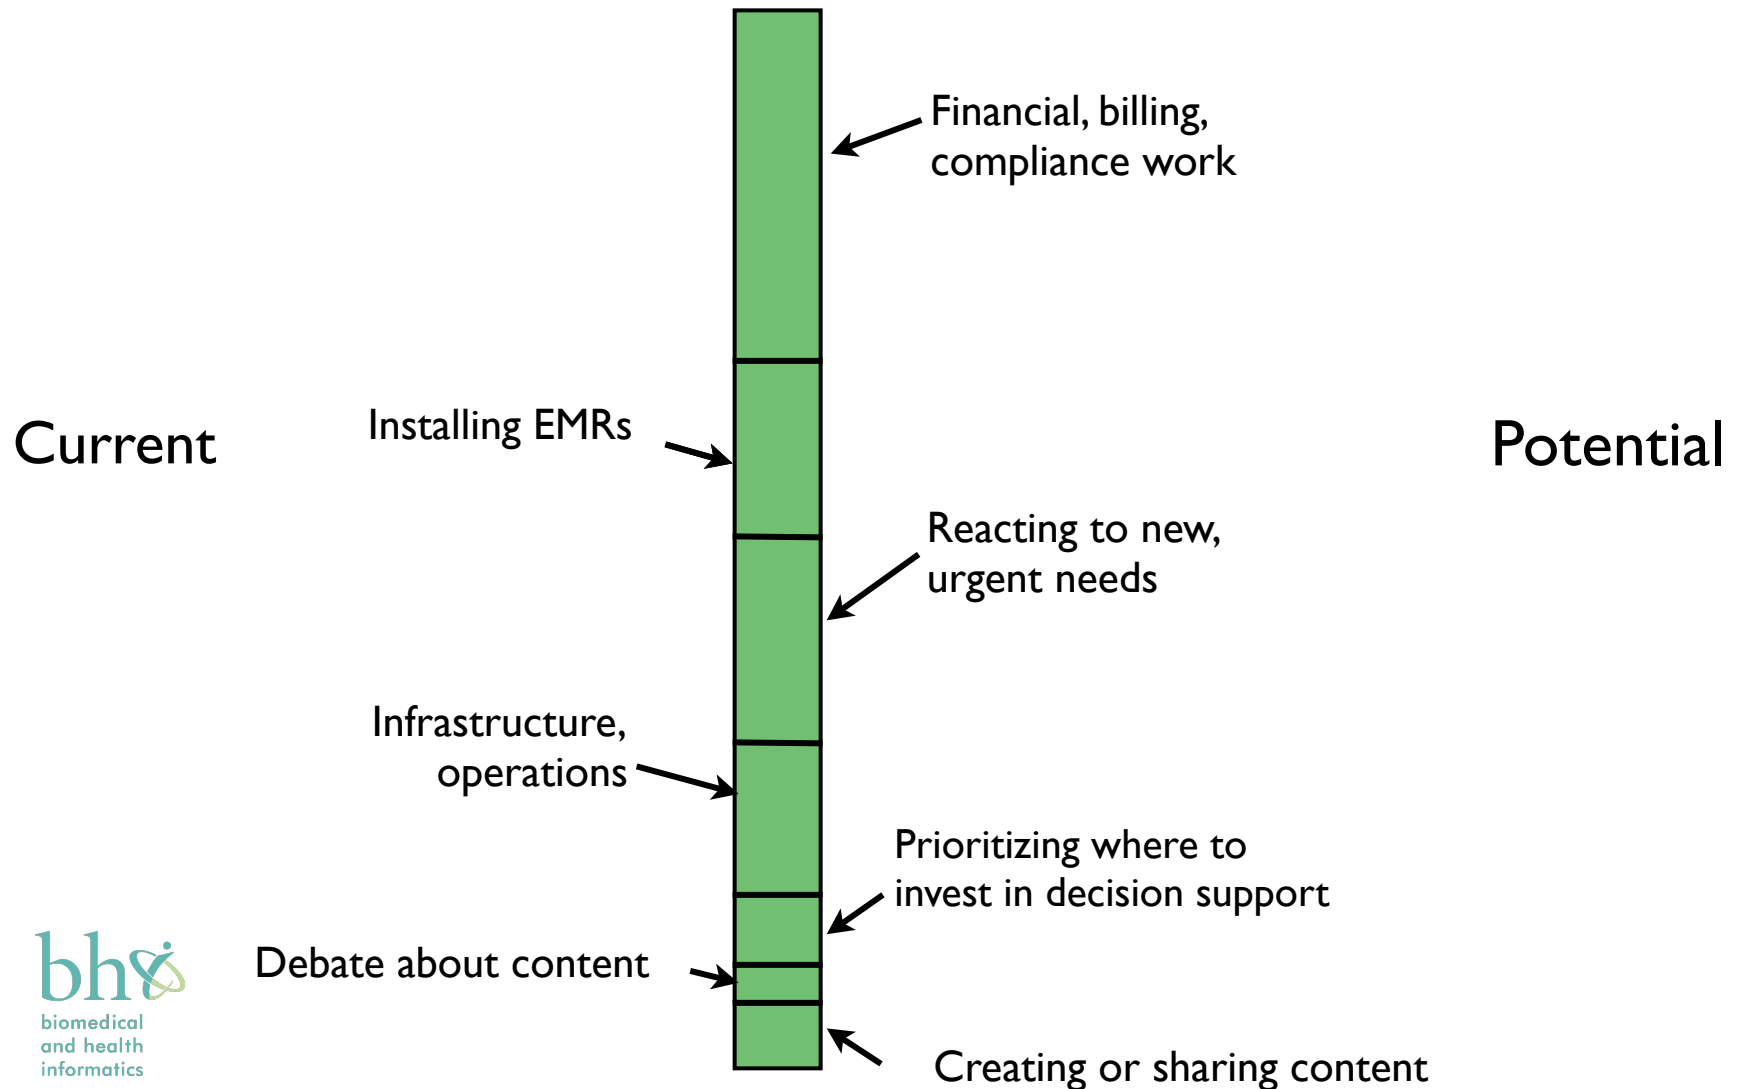 Financial, billing,
compliance work
Current
Installing EMRs
Potential
Reacting to new,
urgent needs
Infrastructure,
operations
Prioritizing where to
invest in decision support
bhi
biomedical
and health
informatics
Debate about content
Creating or sharing content